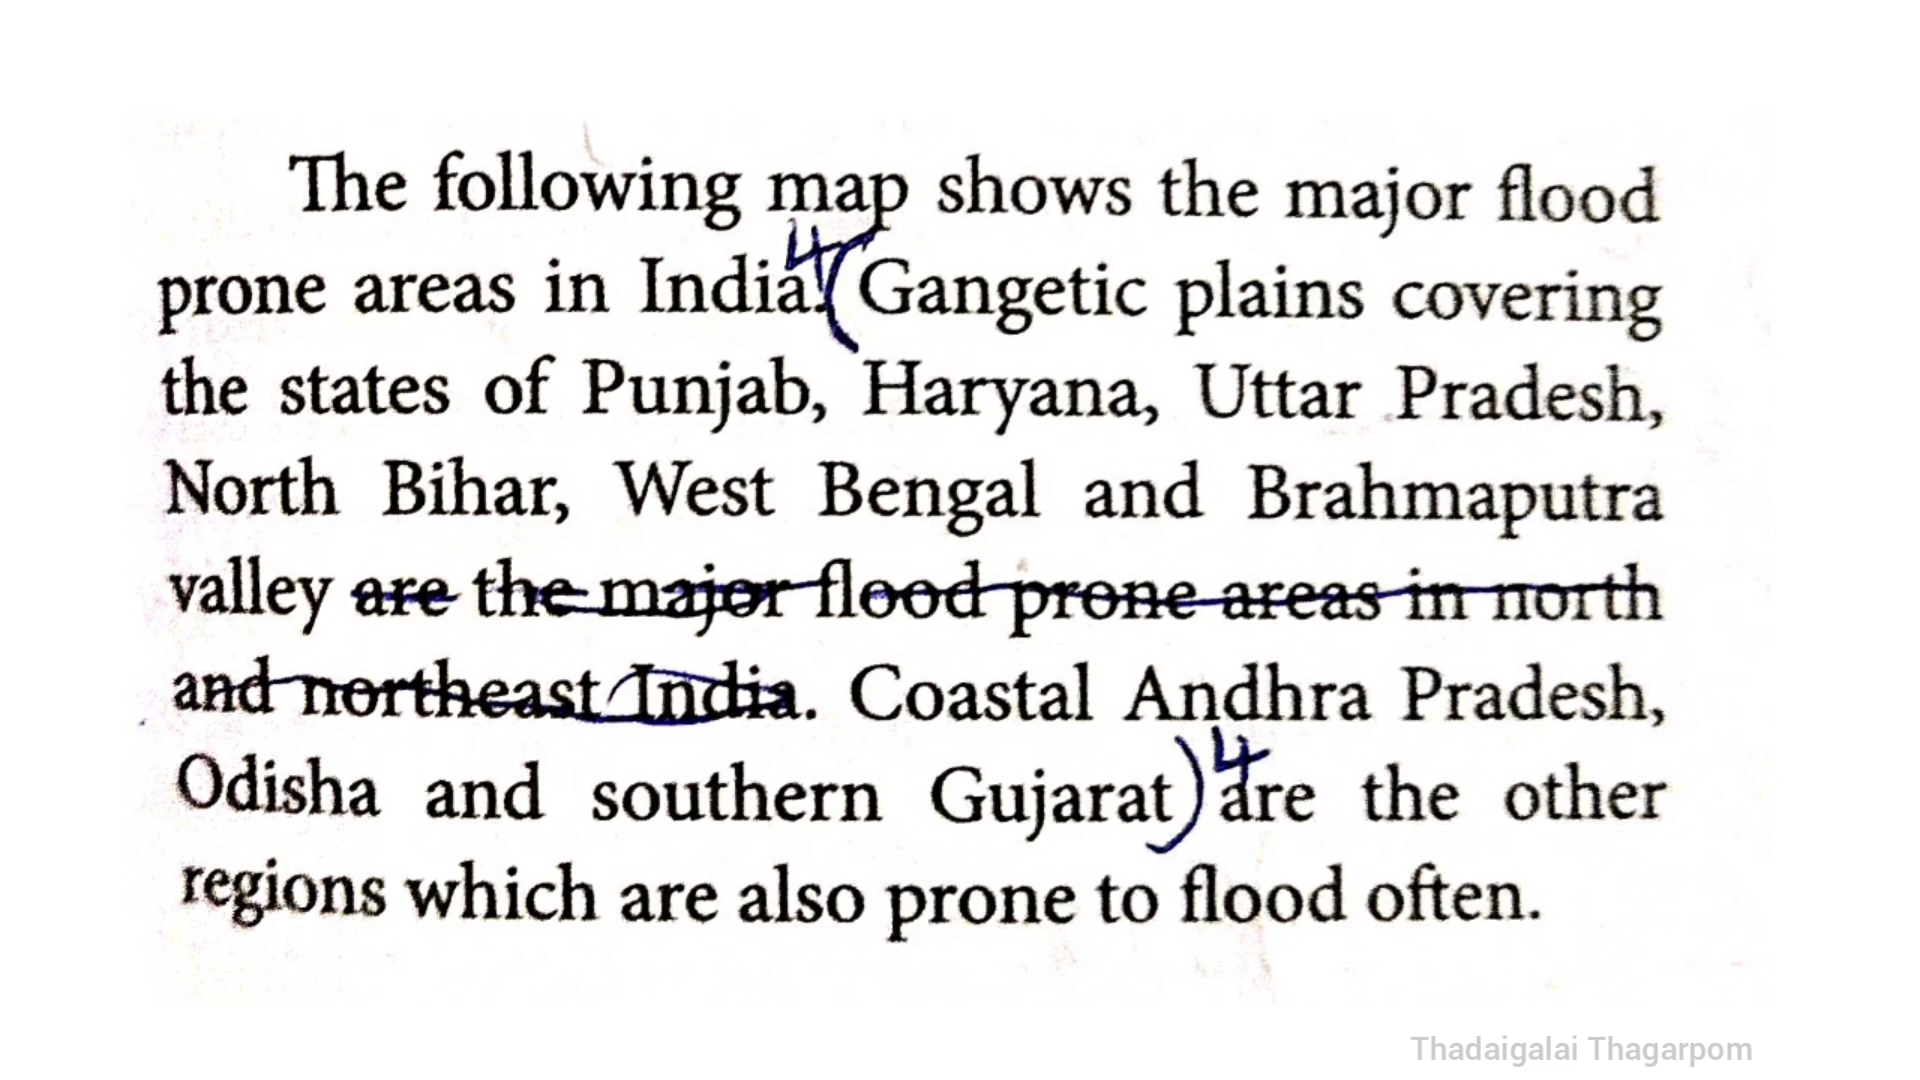 The following map shows the major flood
prone areas in India. 4( Gangetic plains covering
the states of Punjab, Haryana, Uttar Pradesh,
North Bihar, West Bengal and Brahmaputra
valley are the major flood prone areas in north
and northeast India. Coastal Andhra Pradesh,
Odisha and southern Gujarat )4 are the other
regions which are also prone to flood often.
Thadaigalai Thagarpom